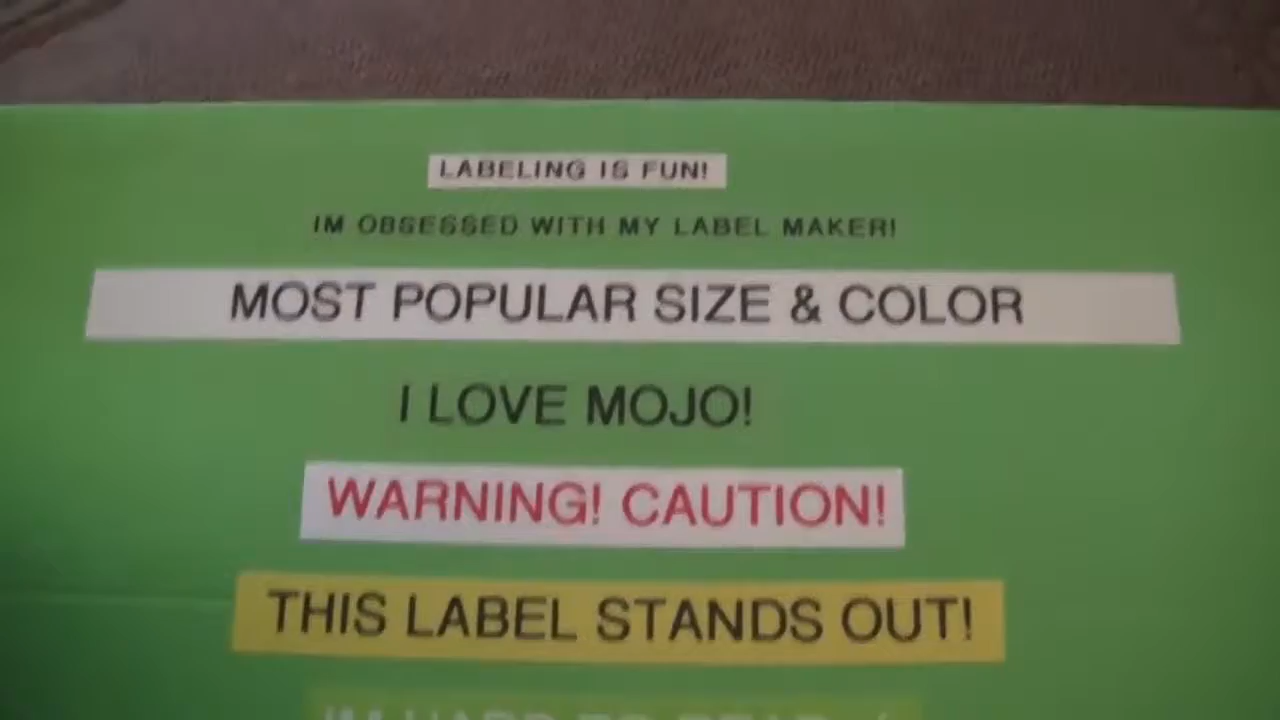 LABELING IS FUN!
IM OBSESSED WITH MY LABEL MAKER!
MOST POPULAR SIZE & COLOR
I LOVE MOJO!
WARNING! CAUTION!
THIS LABEL STANDS OUT!